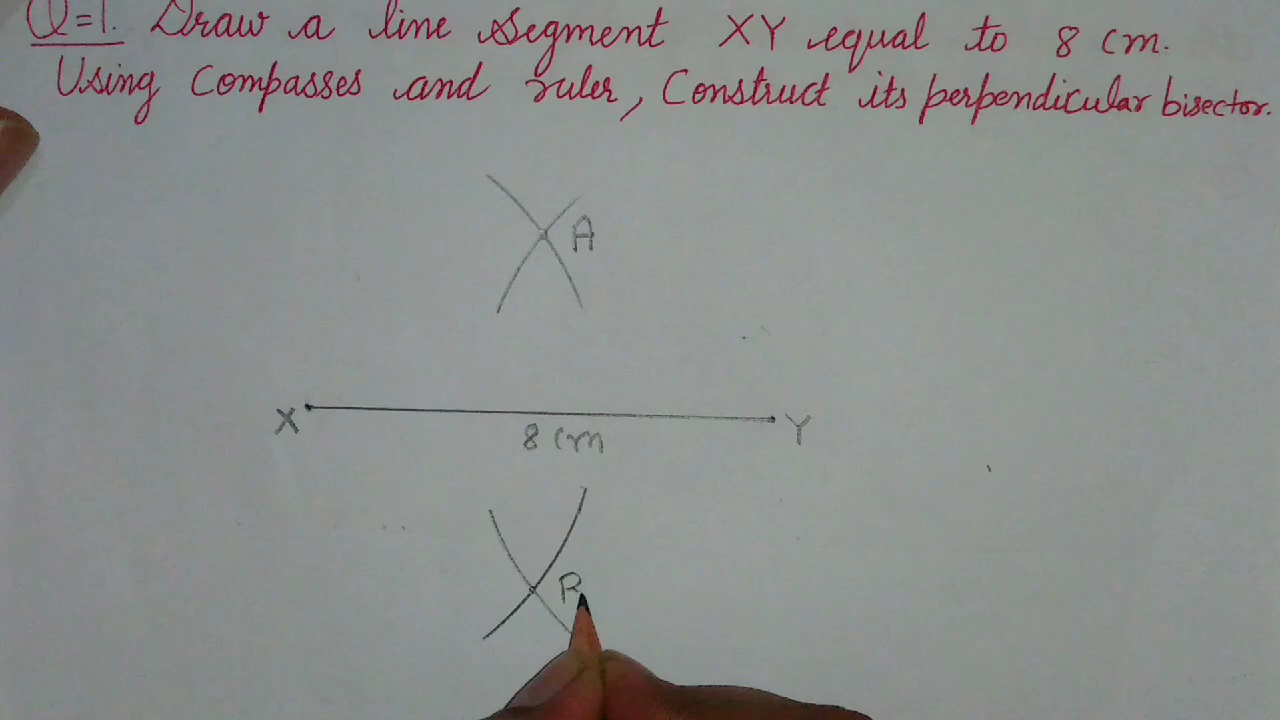 Q=1. Draw a line segment XY equal to 8 cm.
Using Compasses and ruler, Construct its perpendicular bisector.
A
X
Y
8 cm